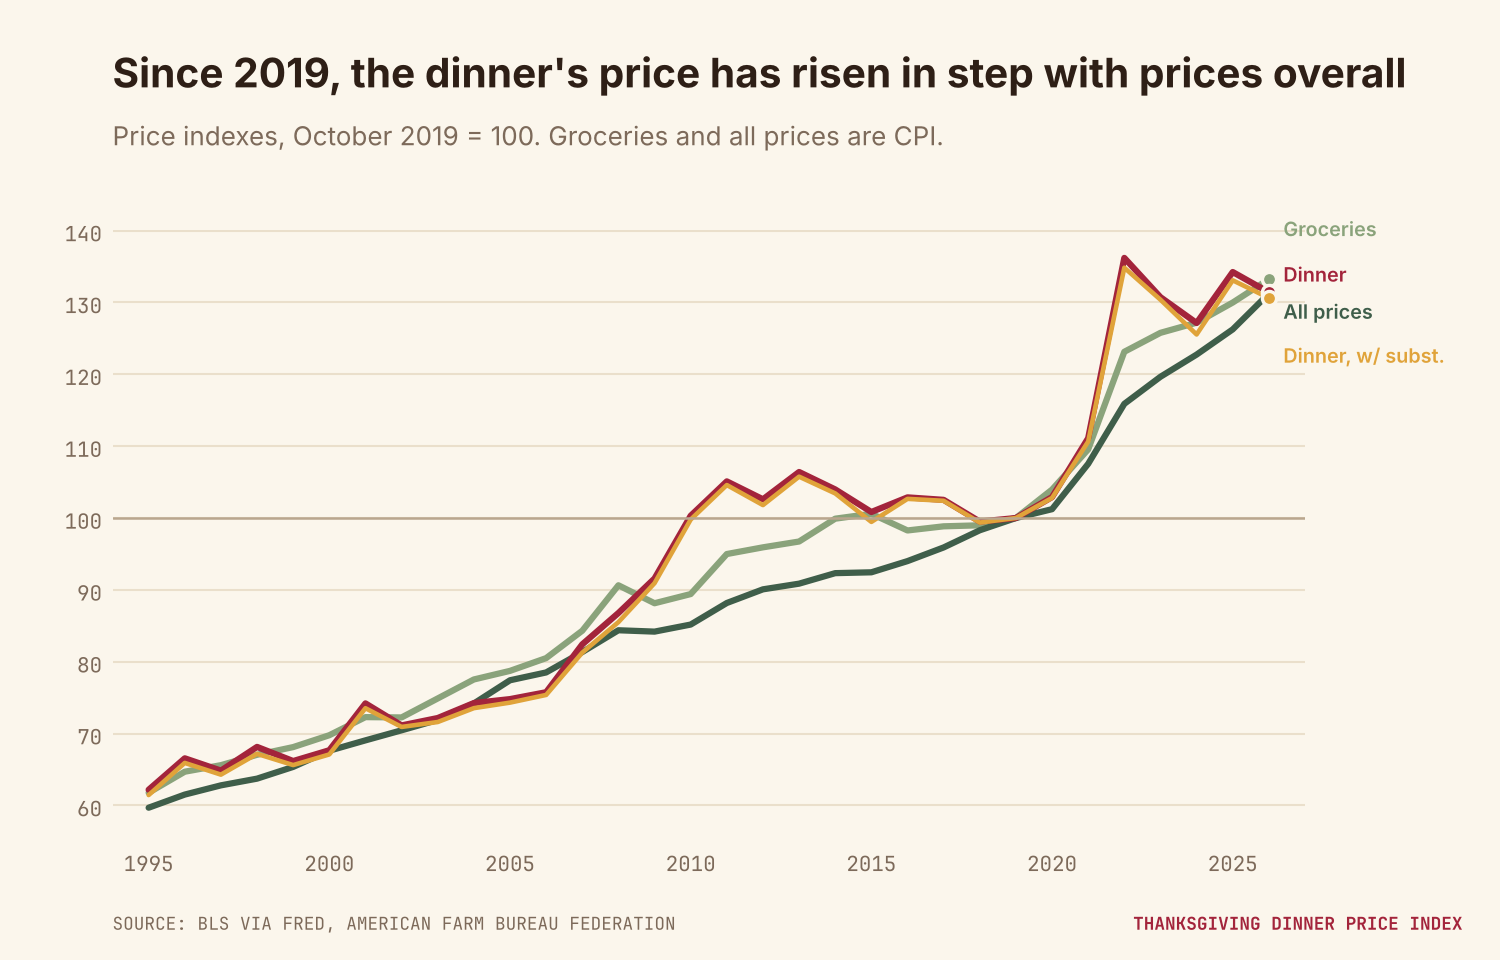 Since 2019, the dinner's price has risen in step with prices overall
Price indexes, October 2019 = 100. Groceries and all prices are CPI.
140
130
120
110
100
90
80
70
60
Groceries
Dinner
All prices
Dinner, w/ subst.
1995 2000 2005 2010 2015 2020 2025
SOURCE: BLS VIA FRED, AMERICAN FARM BUREAU FEDERATION
THANKSGIVING DINNER PRICE INDEX